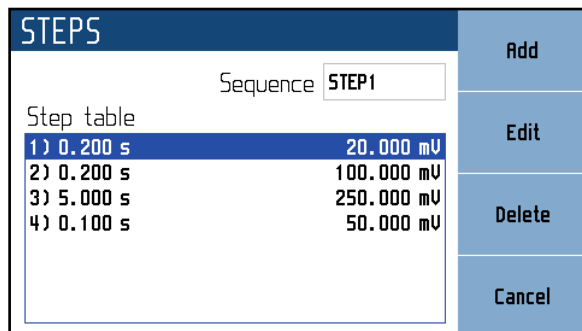 STEPS
Sequence STEP1
Step table
1) 0.200 s 20.000 mV
2) 0.200 s 100.000 mV
3) 5.000 s 250.000 mV
4) 0.100 s 50.000 mV
Add
Edit
Delete
Cancel